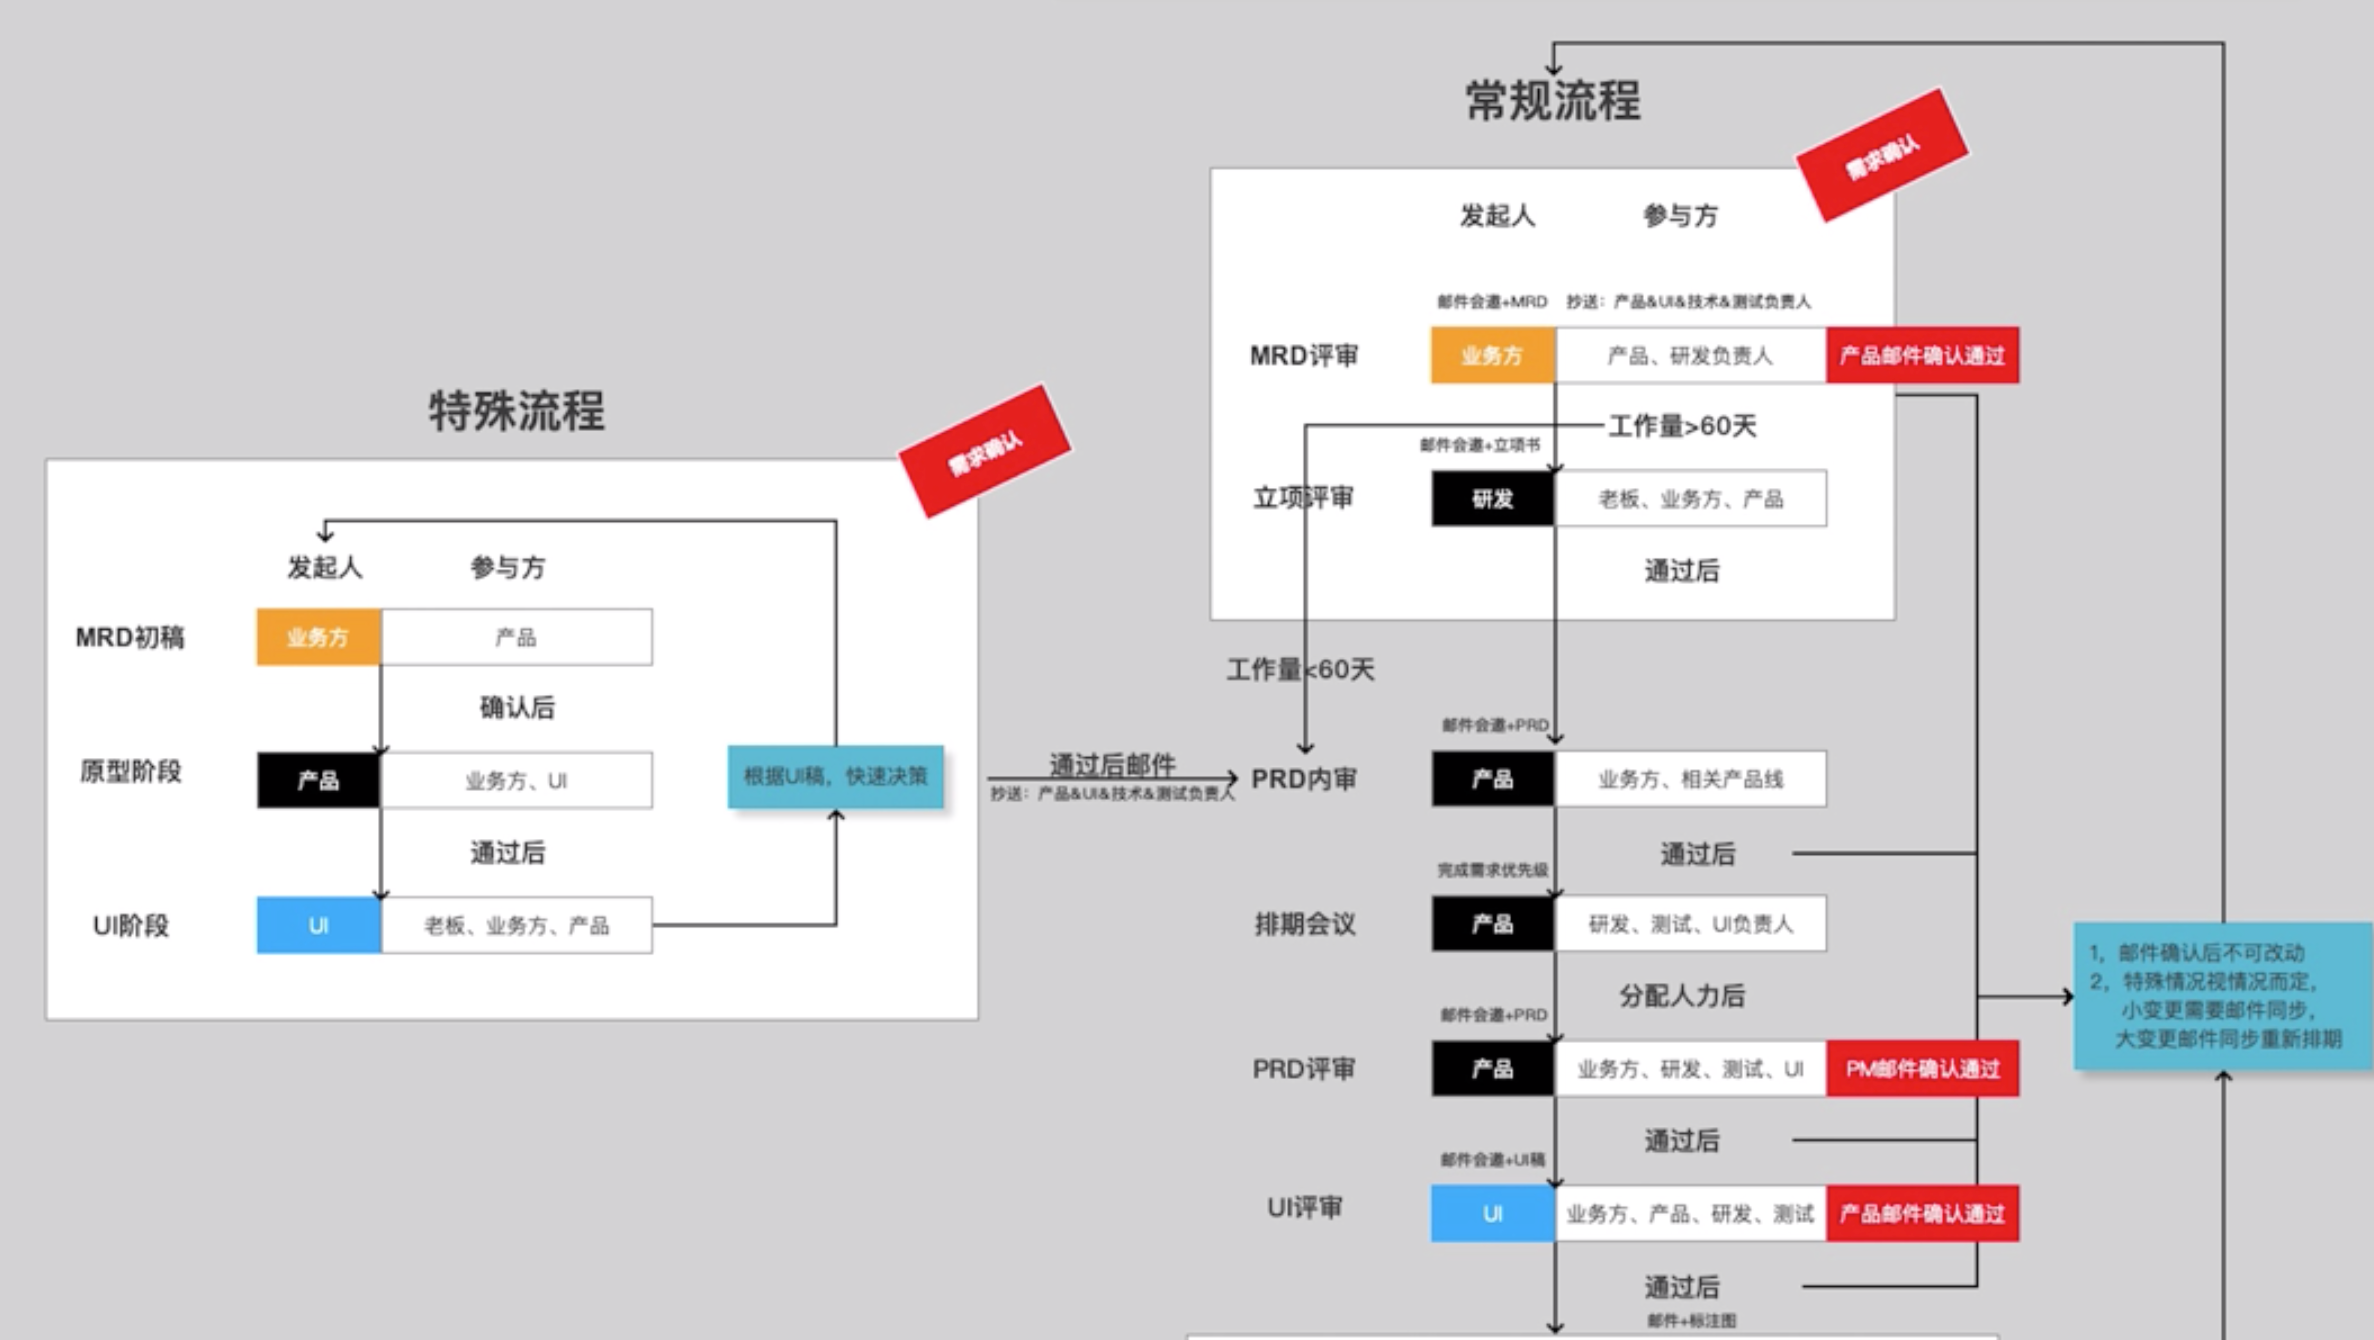 特殊流程
需求确认
发起人 参与方
MRD初稿 业务方 产品
确认后
原型阶段 产品 业务方、UI
根据UI稿，快速决策
通过后
UI阶段 UI 老板、业务方、产品
通过后邮件
抄送：产品&UI&技术&测试负责人
常规流程
需求确认
发起人 参与方
邮件会邀+MRD 抄送：产品&UI&技术&测试负责人
MRD评审 业务方 产品、研发负责人 产品邮件确认通过
工作量>60天
邮件会邀+立项书
立项评审 研发 老板、业务方、产品
通过后
工作量<60天
邮件会邀+PRD
PRD内审 产品 业务方、相关产品线
通过后
完成需求优先级
排期会议 产品 研发、测试、UI负责人
分配人力后
邮件会邀+PRD
PRD评审 产品 业务方、研发、测试、UI PM邮件确认通过
通过后
邮件会邀+UI稿
UI评审 UI 业务方、产品、研发、测试 产品邮件确认通过
通过后
邮件+标注图
1，邮件确认后不可改动
2，特殊情况视情况而定，
小变更需要邮件同步，
大变更邮件同步重新排期